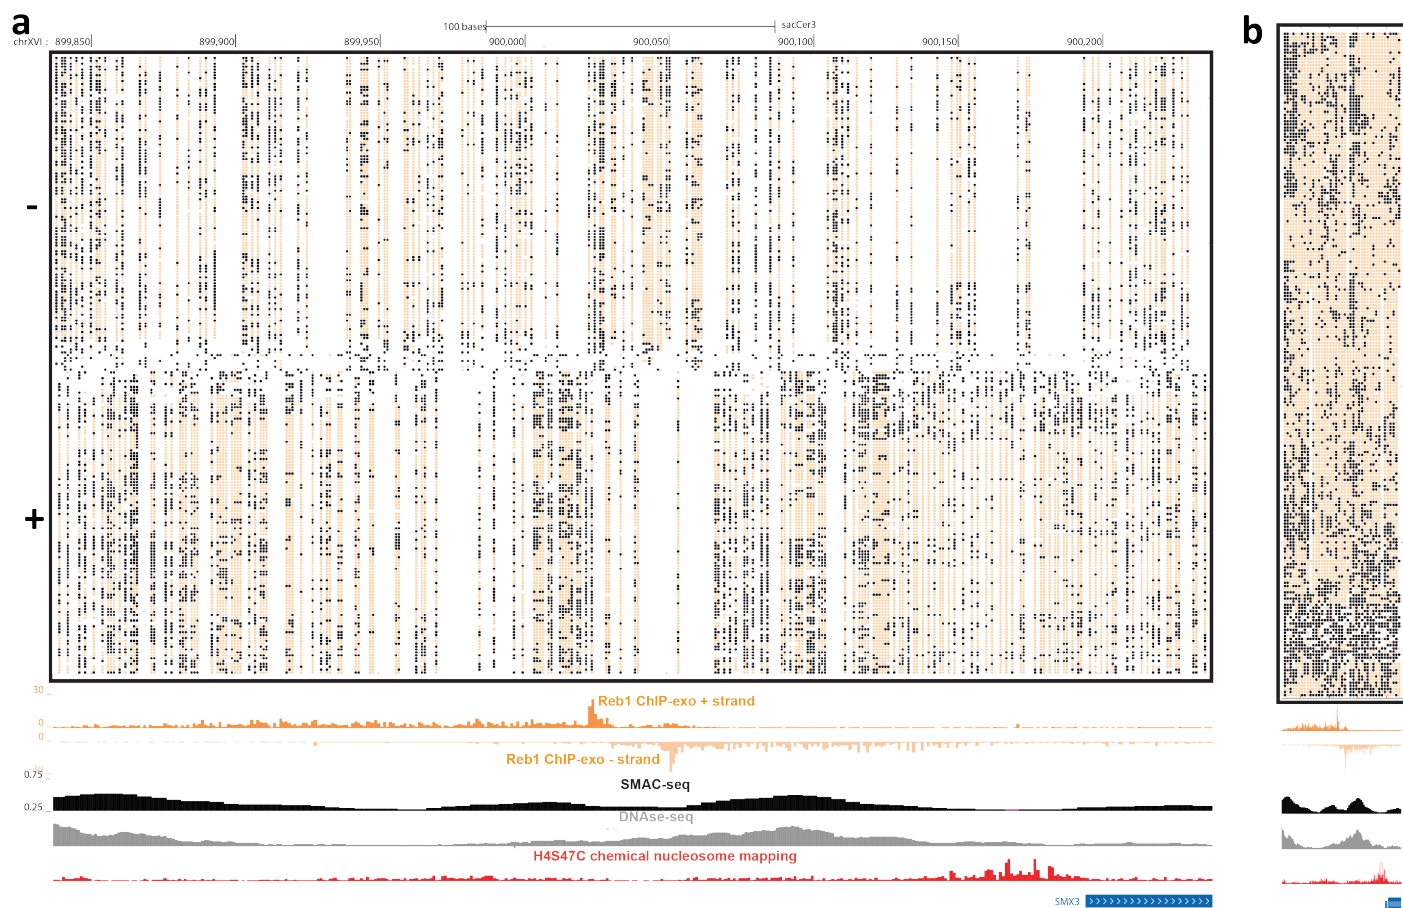 a
b
100 bases
sacCer3
chrXVI :
899,850
899,900
899,950
900,000
900,050
900,100
900,150
900,200
-
+
30
Reb1 ChIP-exo + strand
0
0
Reb1 ChIP-exo - strand
-30
0.75
SMAC-seq
0.25
DNAse-seq
H4S47C chemical nucleosome mapping
SMX3